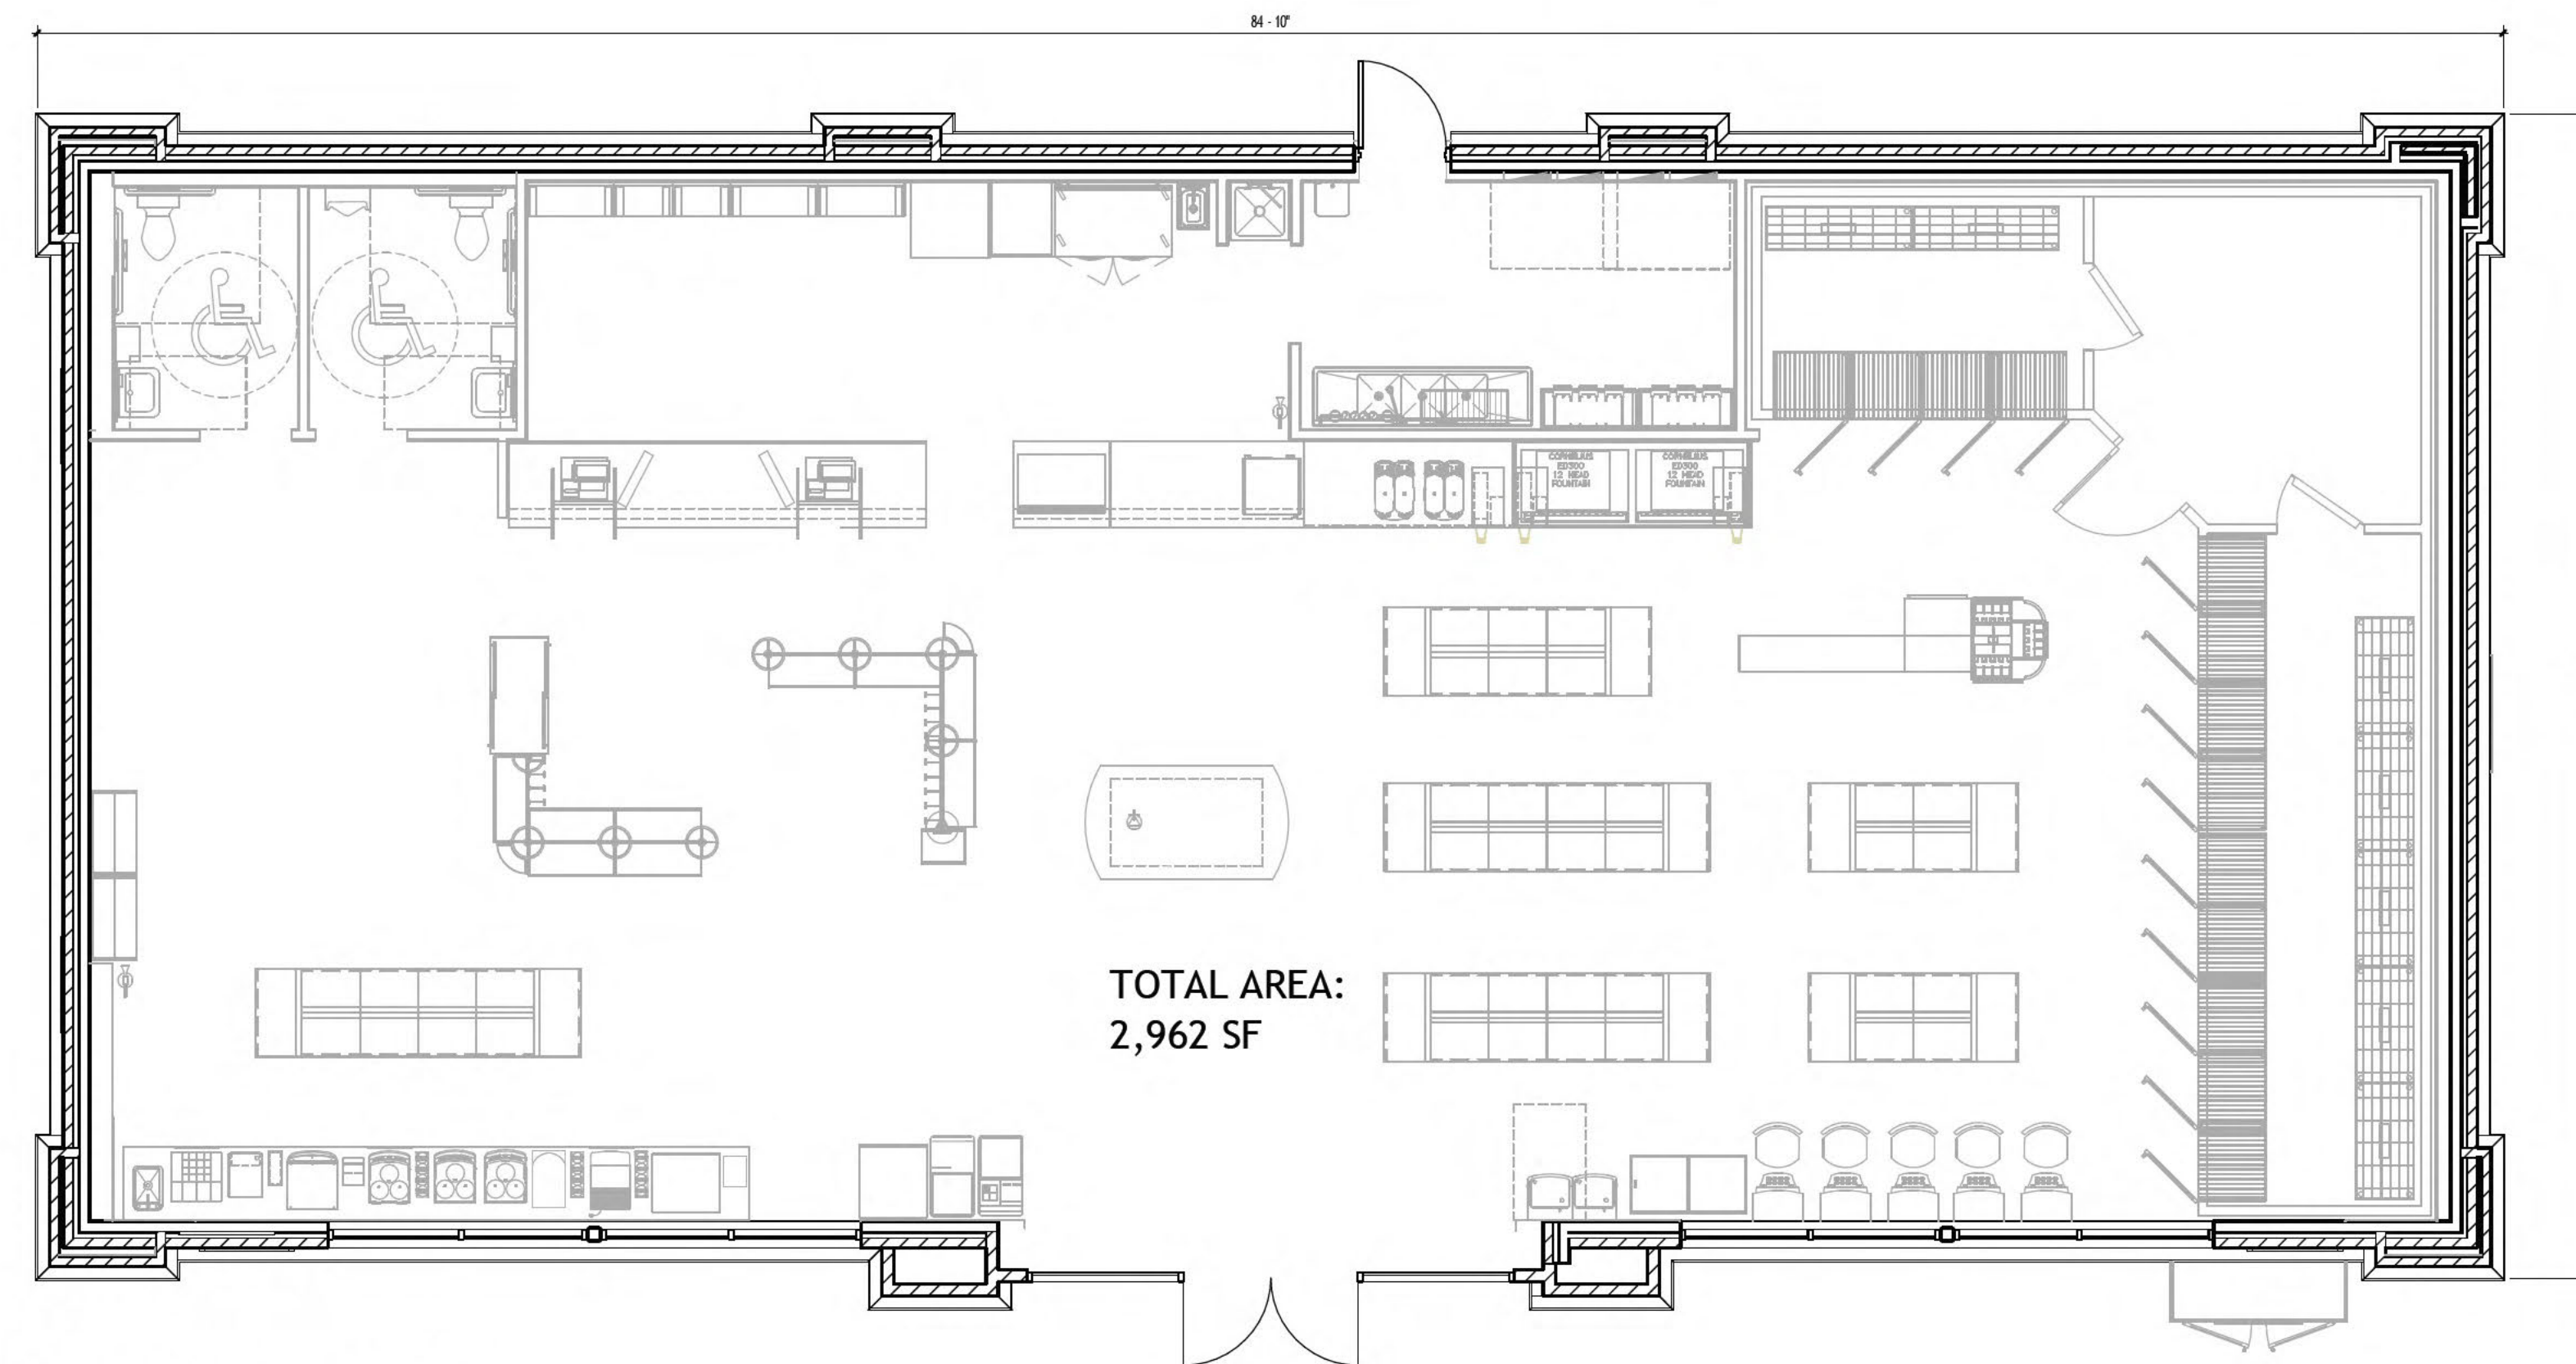 84 - 10"
CORNELIUS
ED300
12 HEAD
FOUNTAIN
CORNELIUS
ED300
12 HEAD
FOUNTAIN
TOTAL AREA:
2,962 SF